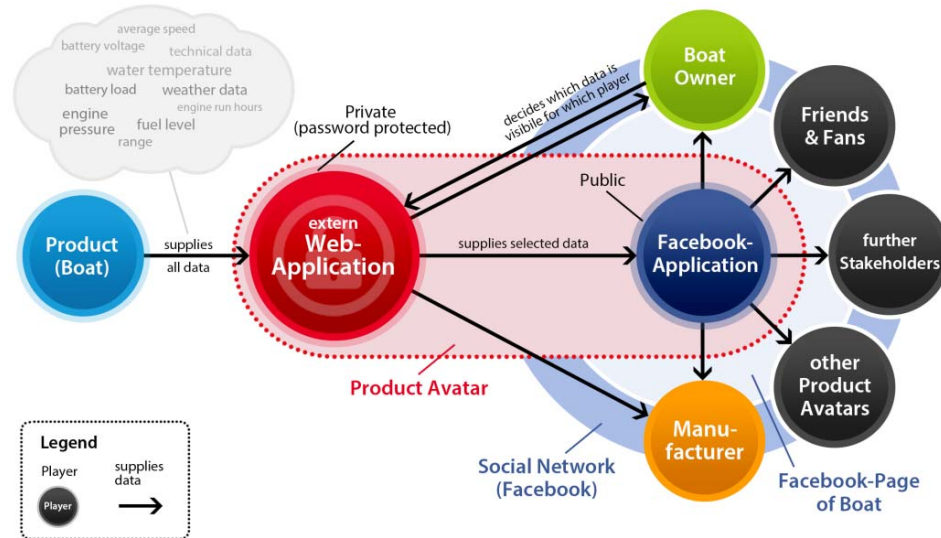 average speed
battery voltage
technical data
water temperature
battery load
weather data
engine run hours
engine
pressure
fuel level
range
Private
(password protected)
decides which data is
visibile for which player
Boat
Owner
Friends
& Fans
Public
Product
(Boat)
supplies
all data
extern
Web-
Application
supplies selected data
Facebook-
Application
further
Stakeholders
Product Avatar
other
Product
Avatars
Manu-
facturer
Social Network
(Facebook)
Facebook-Page
of Boat
Legend
Player
supplies
data
Player